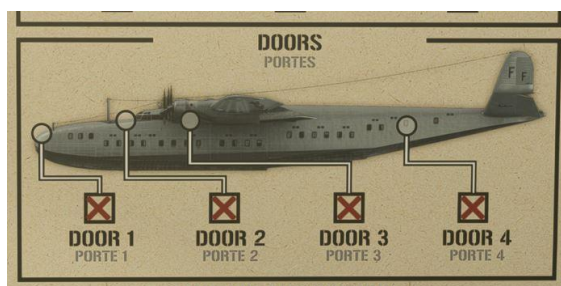 DOORS
PORTES
F F
DOOR 1
PORTE 1
DOOR 2
PORTE 2
DOOR 3
PORTE 3
DOOR 4
PORTE 4